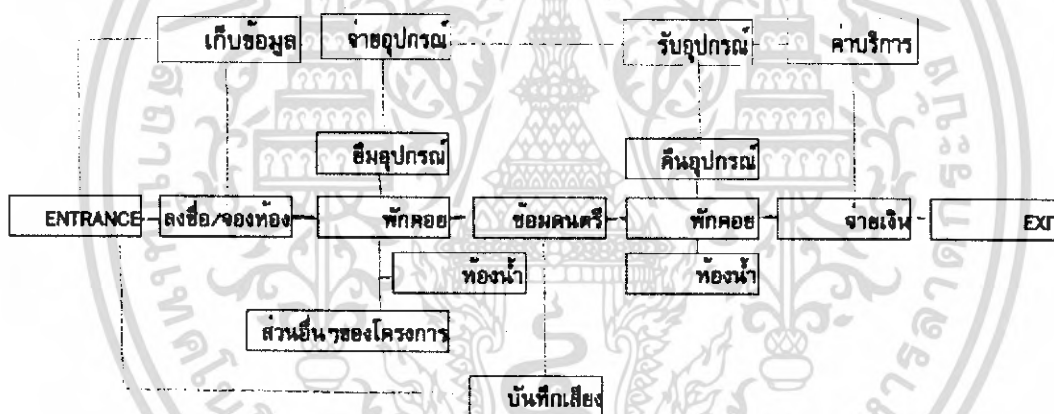 เก็บข้อมูล
จ่ายอุปกรณ์
รับอุปกรณ์
ค่าบริการ
ยืมอุปกรณ์
คืนอุปกรณ์
ENTRANCE
ลงชื่อ/จองห้อง
พักคอย
ซ้อมดนตรี
พักคอย
จ่ายเงิน
EXIT
ห้องน้ำ
ห้องน้ำ
ส่วนอื่นๆของโครงการ
บันทึกเสียง